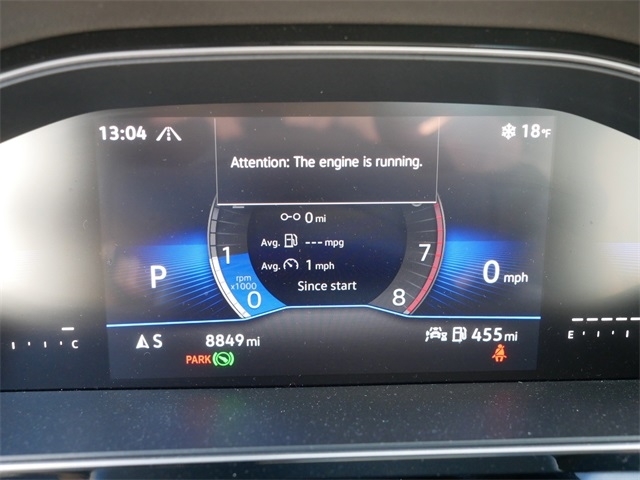 13:04
18°F
Attention: The engine is running.
0 mi
Avg. --- mpg
Avg. 1 mph
Since start
1
7
rpm
x1000
0
8
P
0 mph
C
E
S
8849 mi
455 mi
PARK